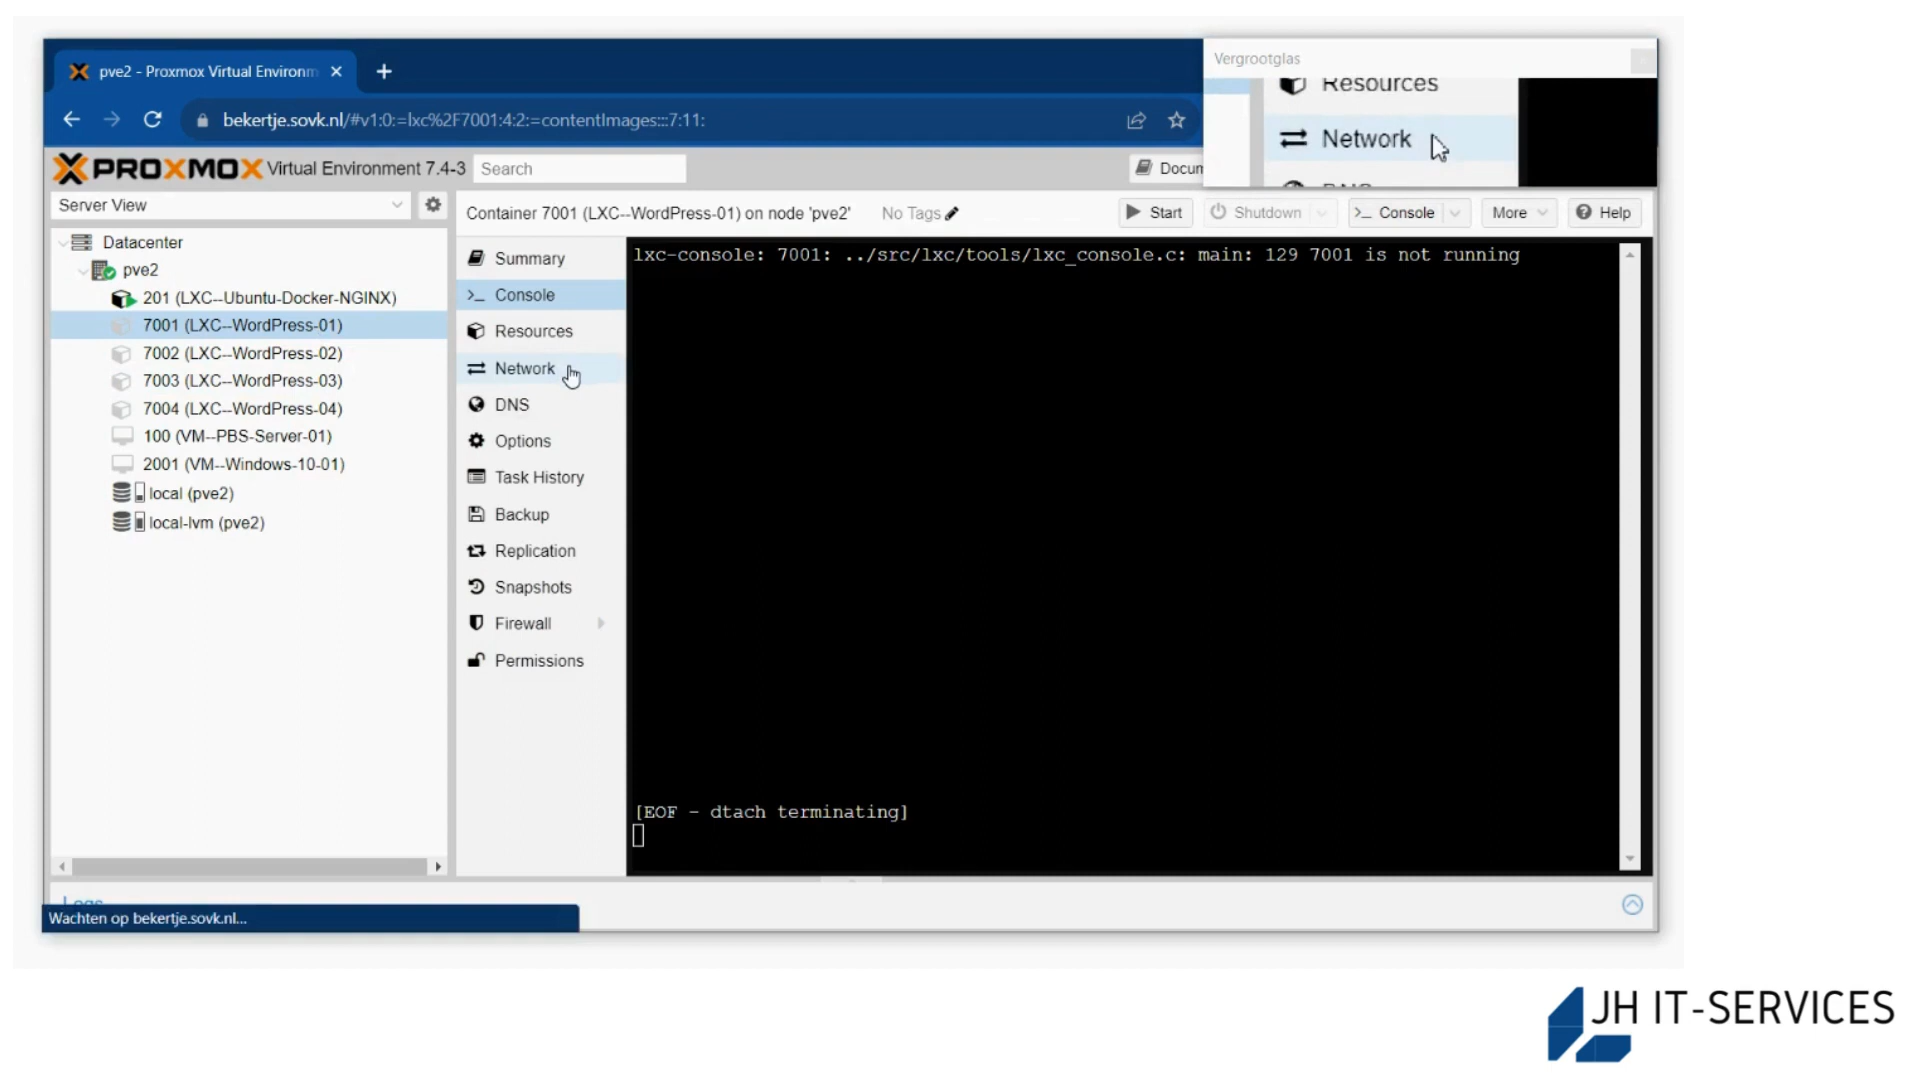 pve2 - Proxmox Virtual Environm
Vergrootglas
Resources
Network
bekertje.sovk.nl/#v1:0:=lxc%2F7001:4:2:=contentImages:::7:11:
PROXMOX Virtual Environment 7.4-3
Search
Docum
Server View
Container 7001 (LXC--WordPress-01) on node 'pve2'
No Tags
Start
Shutdown
Console
More
Help
Datacenter
pve2
201 (LXC--Ubuntu-Docker-NGINX)
7001 (LXC--WordPress-01)
7002 (LXC--WordPress-02)
7003 (LXC--WordPress-03)
7004 (LXC--WordPress-04)
100 (VM--PBS-Server-01)
2001 (VM--Windows-10-01)
local (pve2)
local-lvm (pve2)
Summary
Console
Resources
Network
DNS
Options
Task History
Backup
Replication
Snapshots
Firewall
Permissions
lxc-console: 7001: ../src/lxc/tools/lxc_console.c: main: 129 7001 is not running
[EOF - dtach terminating]
Logs
Wachten op bekertje.sovk.nl...
JH IT-SERVICES